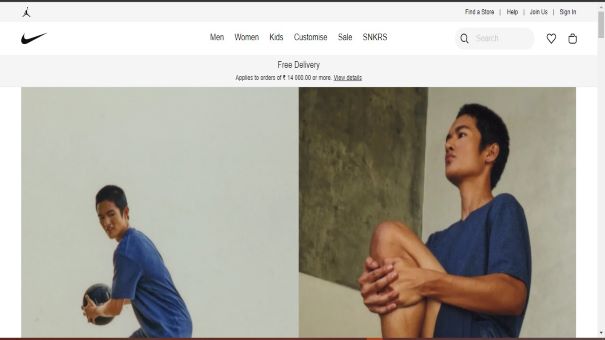 Find a Store | Help | Join Us | Sign In
Men Women Kids Customise Sale SNKRS Search
Free Delivery
Applies to orders of ₹ 14 000.00 or more. View details